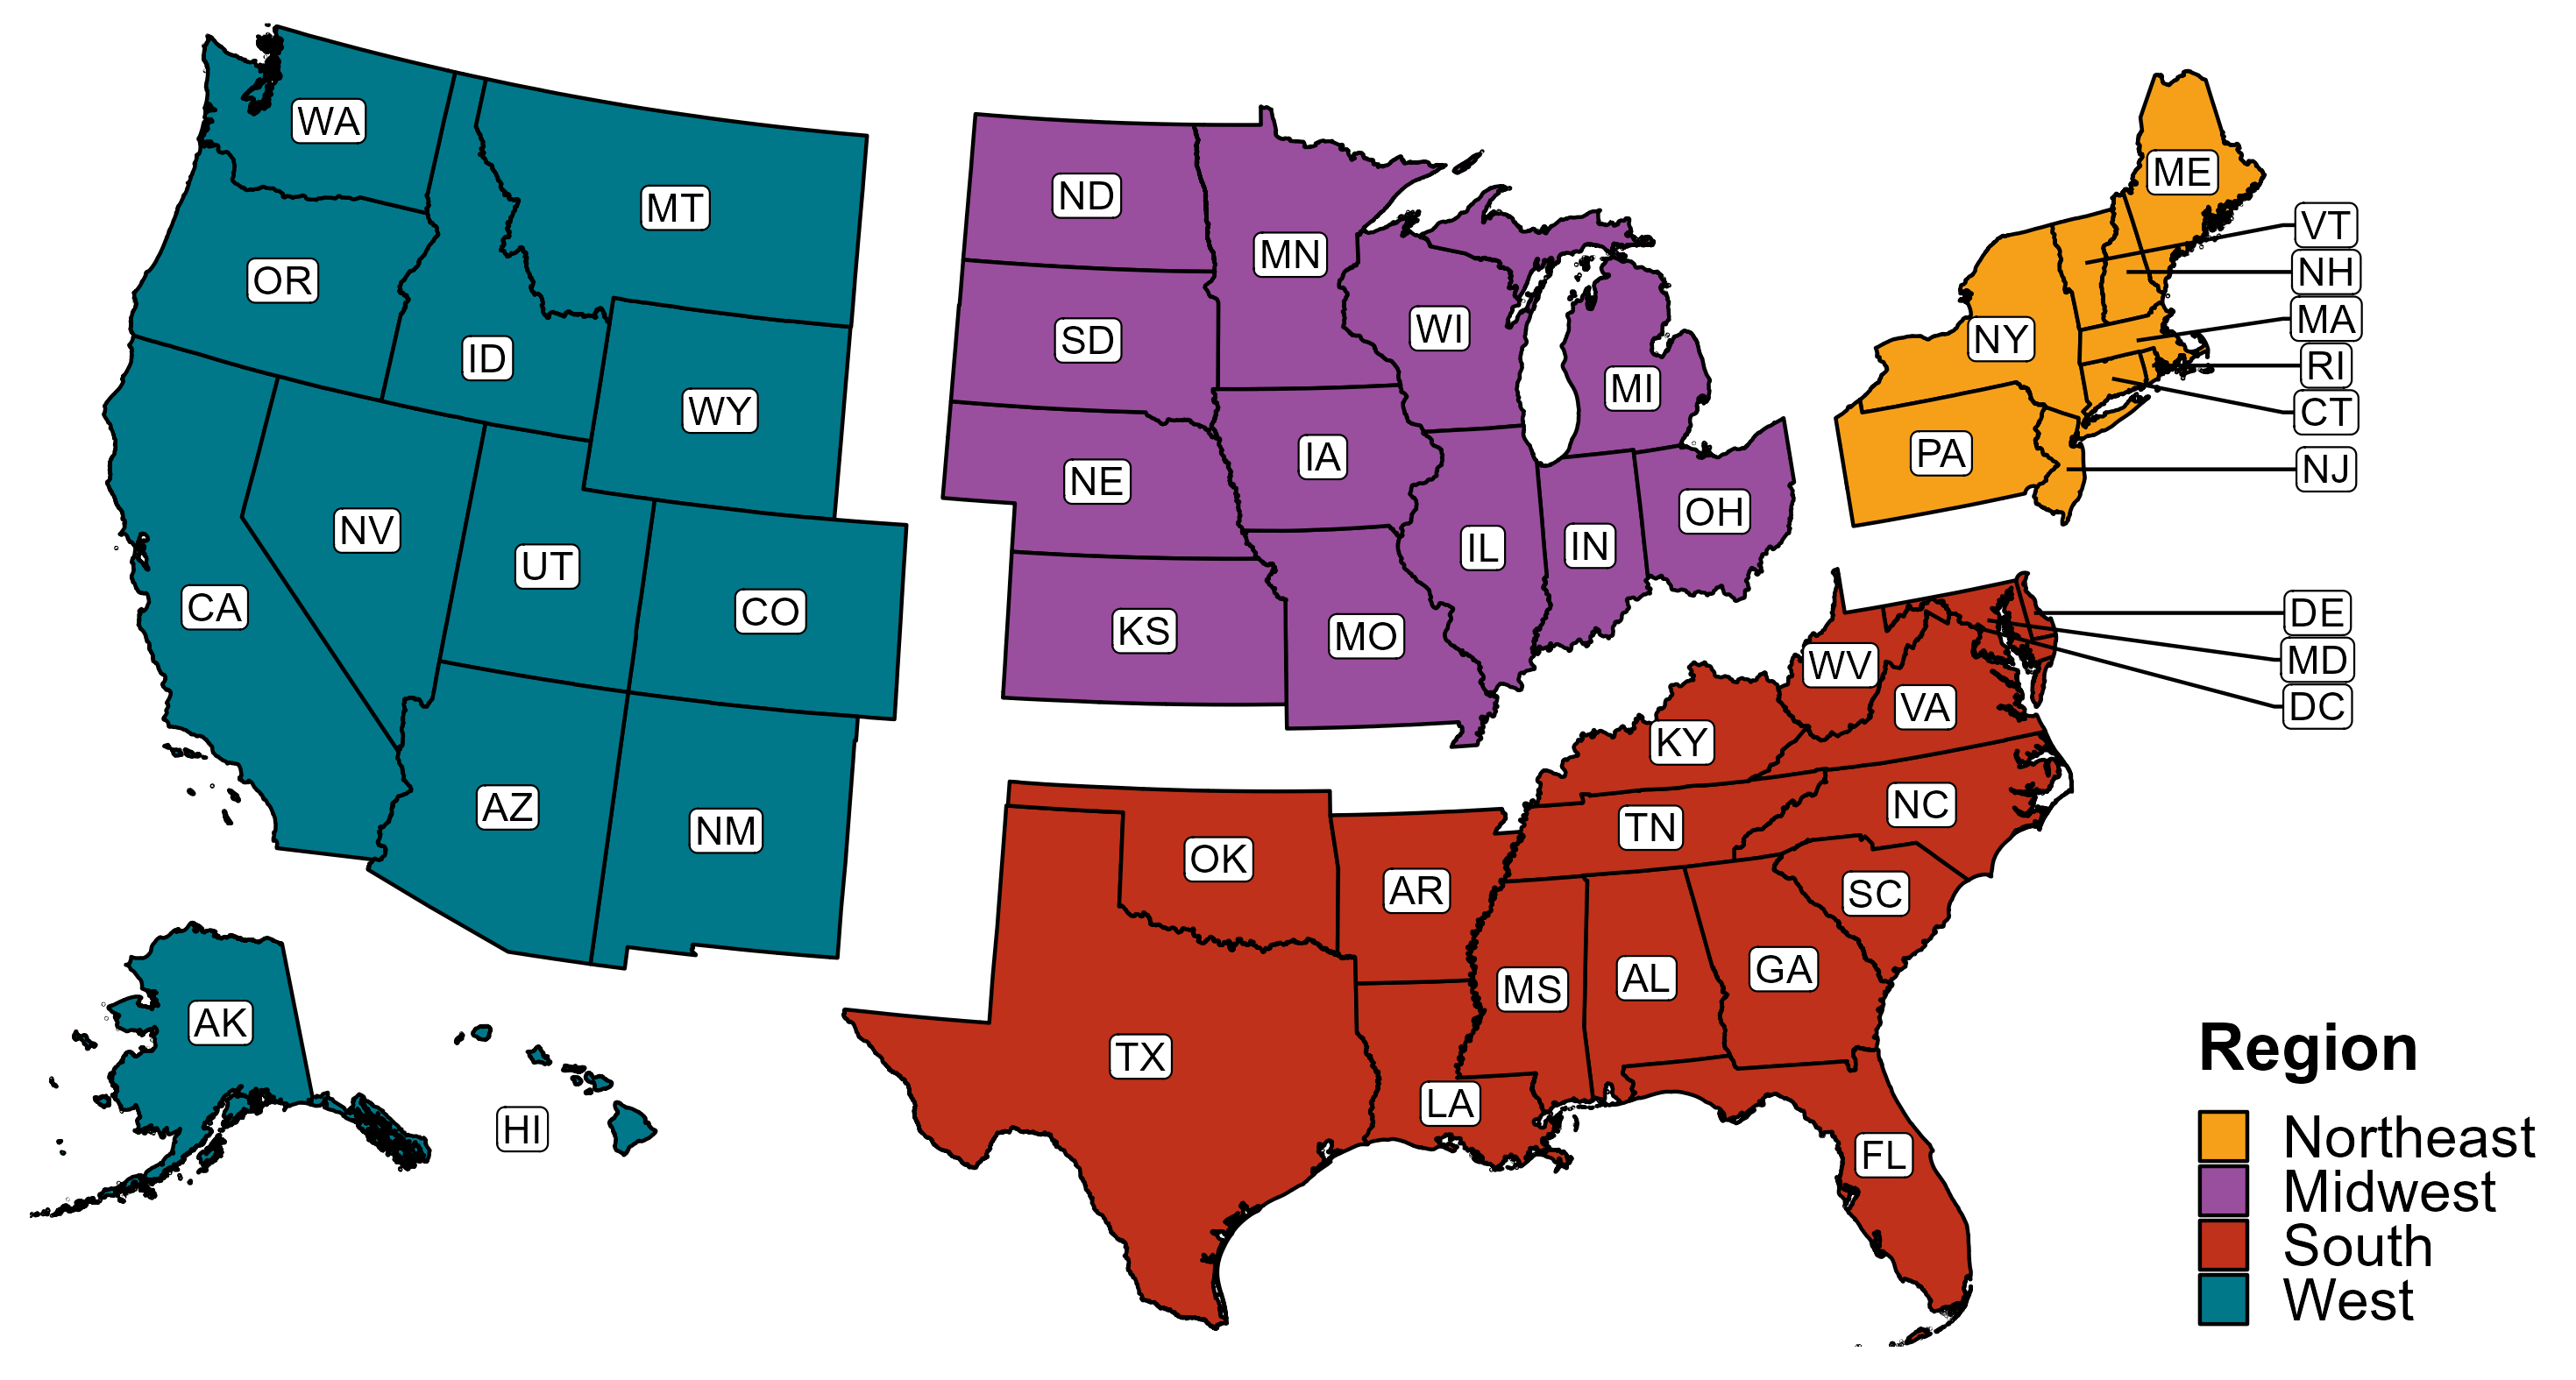 WA
MT
OR
ID
WY
NV
UT
CO
CA
AZ
NM
AK
HI
ND
MN
SD
WI
MI
NE
IA
OH
IL
IN
KS
MO
ME
VT
NH
MA
NY
RI
CT
PA
NJ
DE
MD
DC
WV
VA
KY
NC
TN
OK
AR
SC
MS
AL
GA
TX
LA
FL
Region
Northeast
Midwest
South
West